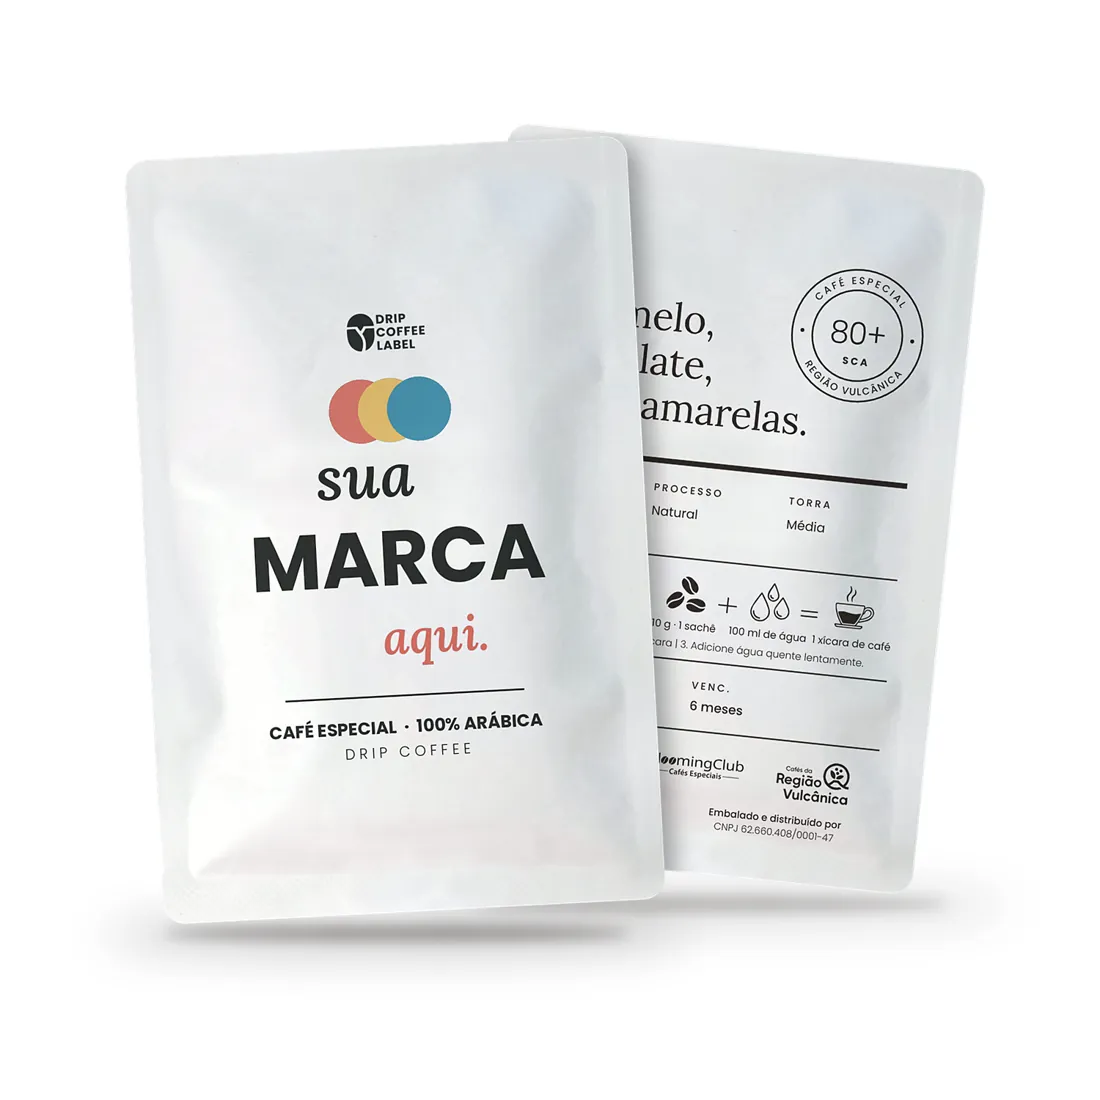 DRIP
COFFEE
LABEL
sua
MARCA
aqui.
CAFÉ ESPECIAL · 100% ARÁBICA
DRIP COFFEE
CAFÉ ESPECIAL
80+
SCA
REGIÃO VULCÂNICA
amarelas.
PROCESSO
Natural
TORRA
Média
10 g · 1 sachê
100 ml de água
1 xícara de café
3. Adicione água quente lentamente.
VENC.
6 meses
Cafés Especiais
Cafés da
Região
Vulcânica
Embalado e distribuído por
CNPJ 62.660.408/0001-47